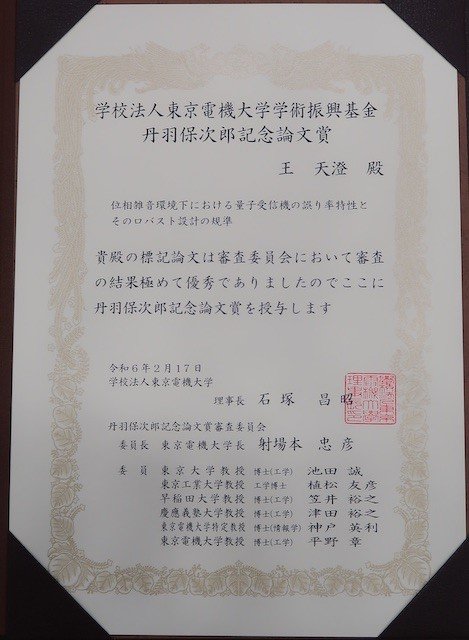 学校法人東京電機大学学術振興基金
丹羽保次郎記念論文賞
王 天澄 殿
位相雑音環境下における量子受信機の誤り率特性と
そのロバスト設計の規準
貴殿の標記論文は審査委員会において審査
の結果極めて優秀でありましたのでここに
丹羽保次郎記念論文賞を授与します
令和6年2月17日
学校法人東京電機大学
理事長 石塚 昌昭
丹羽保次郎記念論文賞審査委員会
委員長 東京電機大学長 射場本 忠彦
委員 東京大学教授 博士(工学) 池田 誠
東京工業大学教授 工学博士 植松 友彦
早稲田大学教授 博士(工学) 笠井 裕之
慶應義塾大学教授 博士(工学) 津田 裕之
東京電機大学特定教授 博士(情報学) 神戸 英利
東京電機大学教授 博士(工学) 平野 章